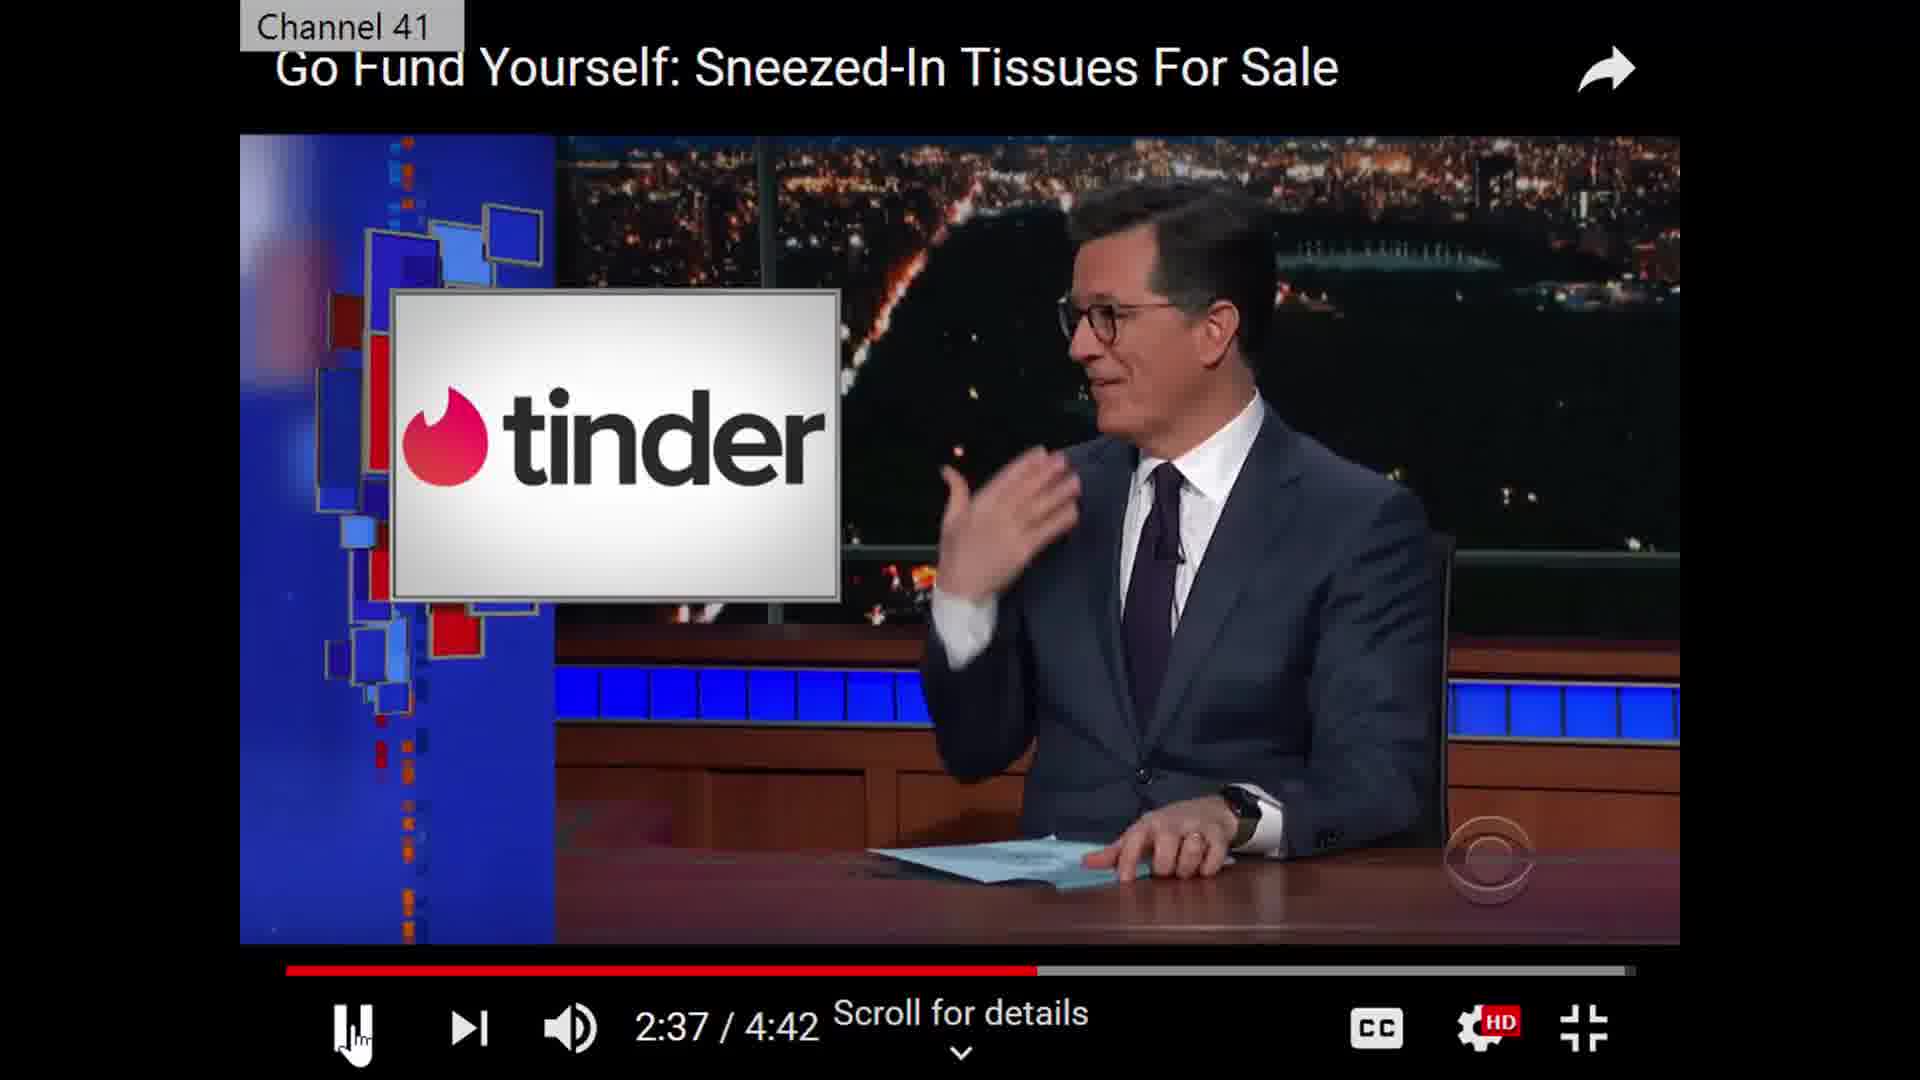 Channel 41
Go Fund Yourself: Sneezed-In Tissues For Sale
tinder
2:37 / 4:42
Scroll for details
CC
HD